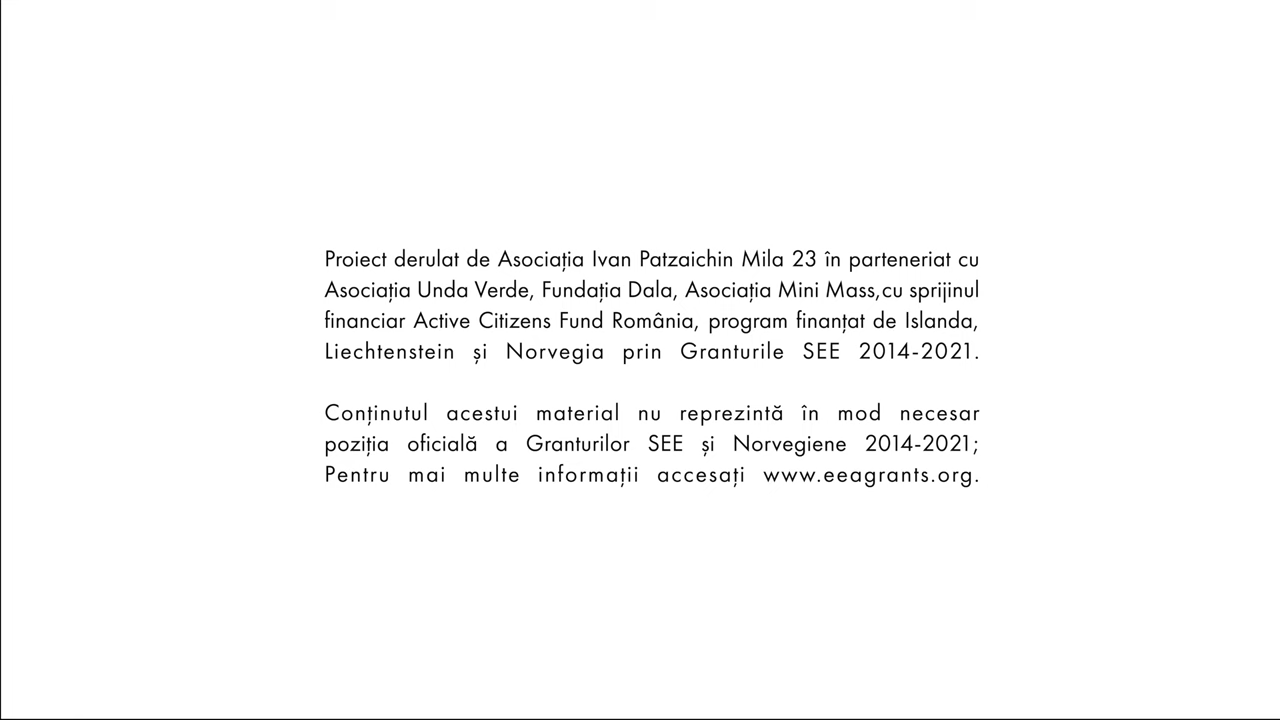 Proiect derulat de Asociația Ivan Patzaichin Mila 23 în parteneriat cu
Asociația Unda Verde, Fundația Dala, Asociația Mini Mass,cu sprijinul
financiar Active Citizens Fund România, program finanțat de Islanda,
Liechtenstein și Norvegia prin Granturile SEE 2014-2021.
Conținutul acestui material nu reprezintă în mod necesar
poziția oficială a Granturilor SEE și Norvegiene 2014-2021;
Pentru mai multe informații accesați www.eeagrants.org.